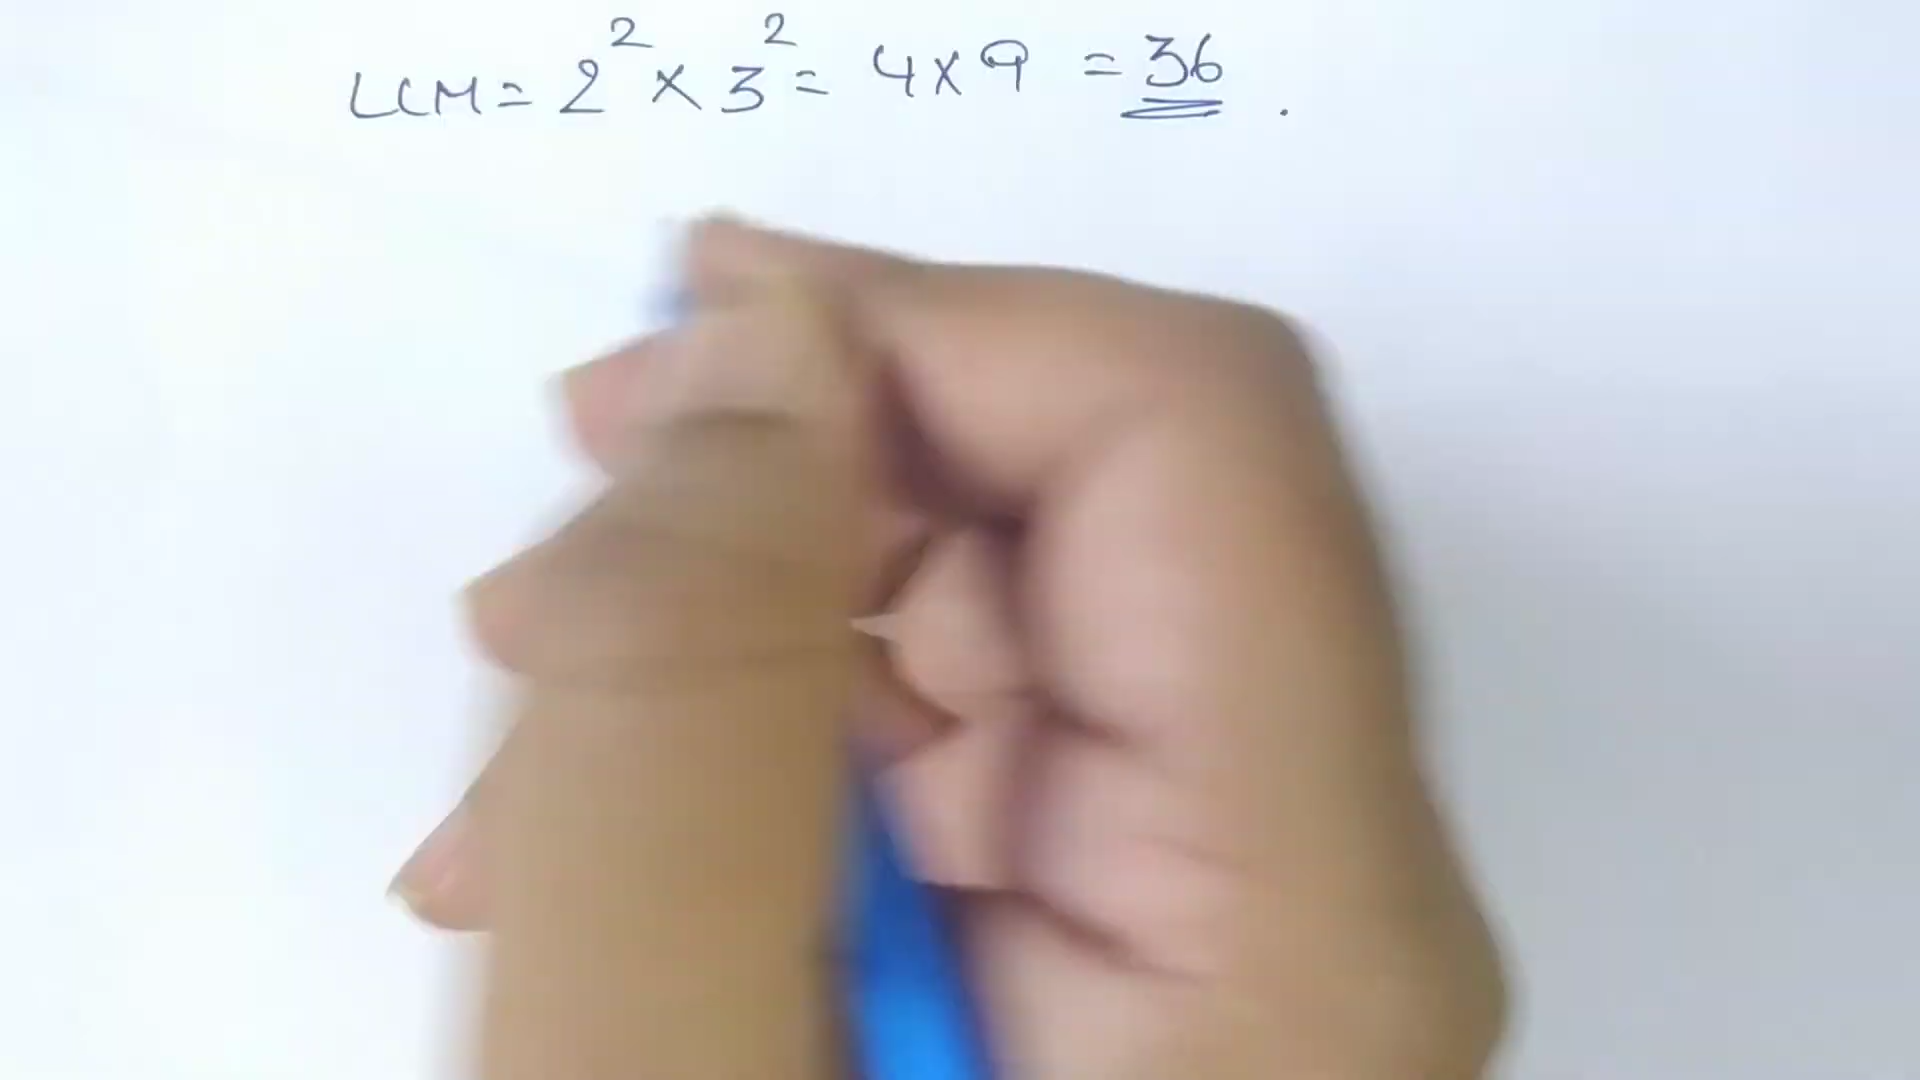 LCM = 2² × 3² = 4 × 9 = 36 .